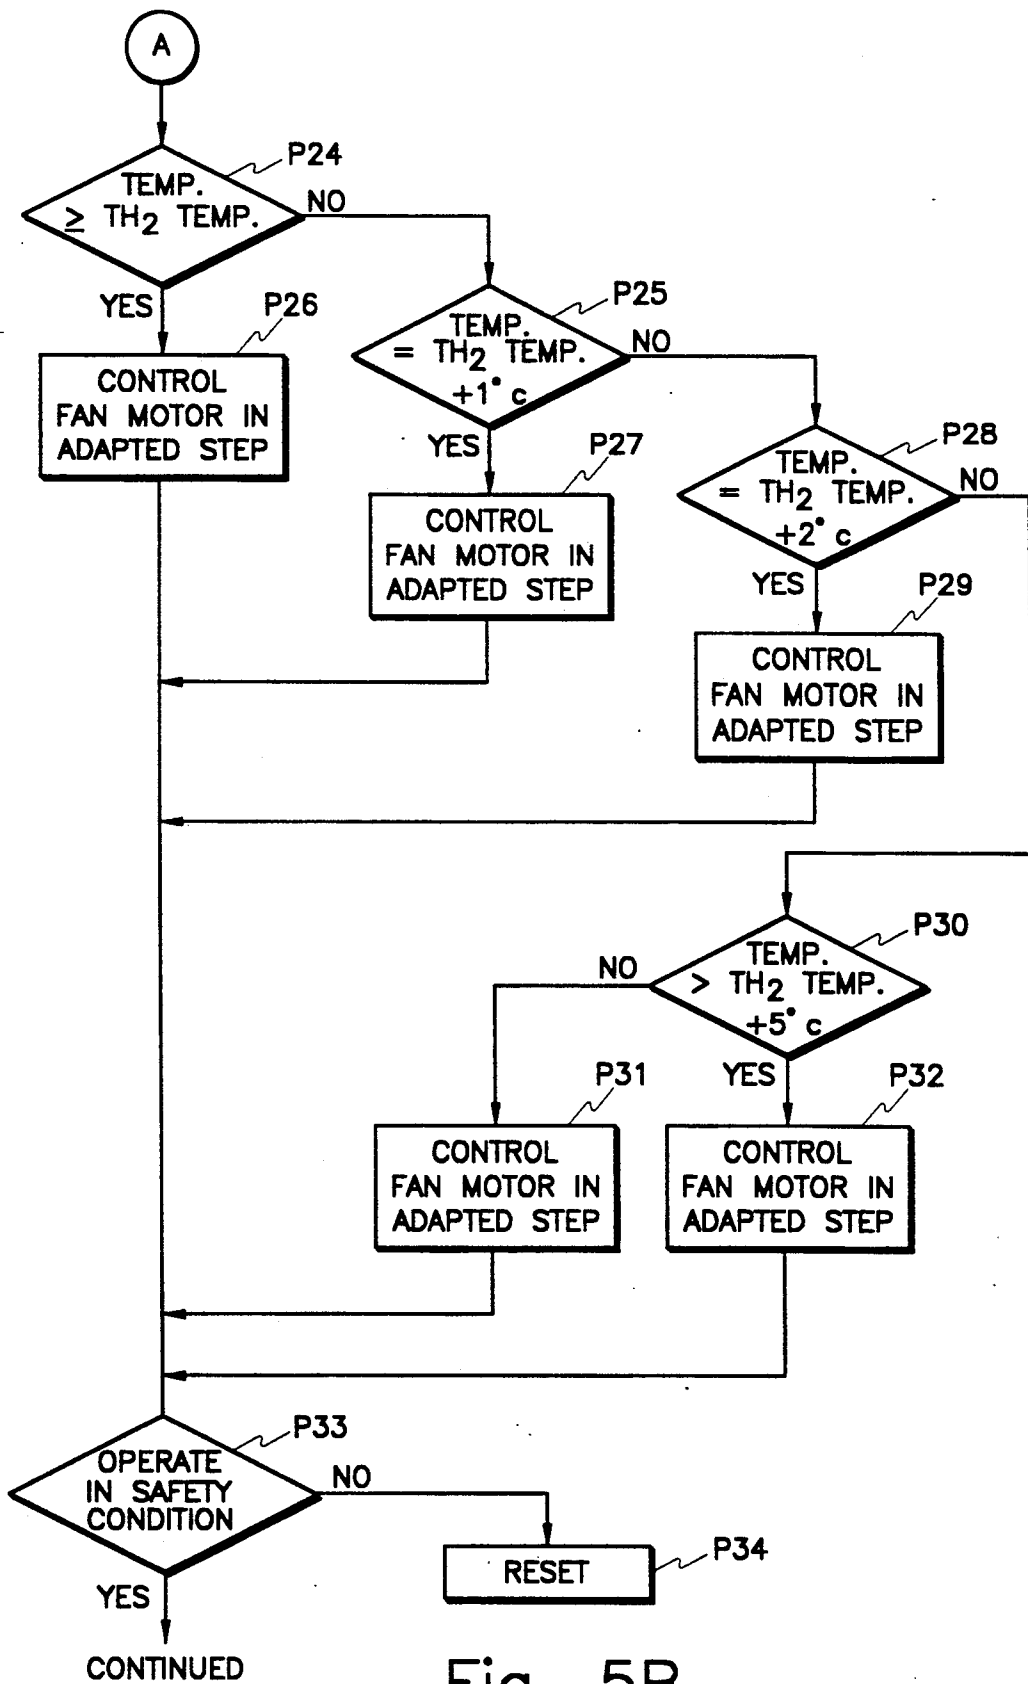 A
P24
TEMP.
≥ TH2 TEMP.
NO
YES
P26
CONTROL
FAN MOTOR IN
ADAPTED STEP
P25
TEMP.
= TH2 TEMP.
+1° c
NO
YES
P27
CONTROL
FAN MOTOR IN
ADAPTED STEP
P28
TEMP.
= TH2 TEMP.
+2° c
NO
YES
P29
CONTROL
FAN MOTOR IN
ADAPTED STEP
P30
TEMP.
> TH2 TEMP.
+5° c
NO
YES
P31
CONTROL
FAN MOTOR IN
ADAPTED STEP
P32
CONTROL
FAN MOTOR IN
ADAPTED STEP
P33
OPERATE
IN SAFETY
CONDITION
NO
P34
RESET
YES
CONTINUED
Fig. 5B